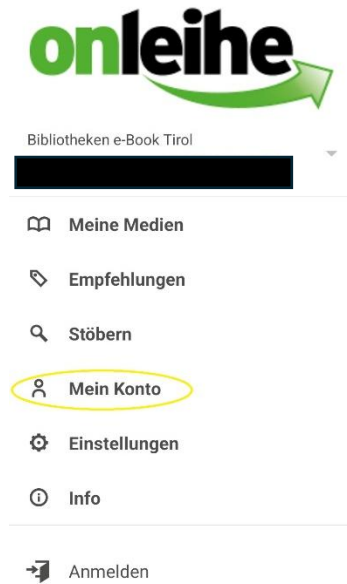 onleihe
Bibliotheken e-Book Tirol
Meine Medien
Empfehlungen
Stöbern
Mein Konto
Einstellungen
Info
Anmelden